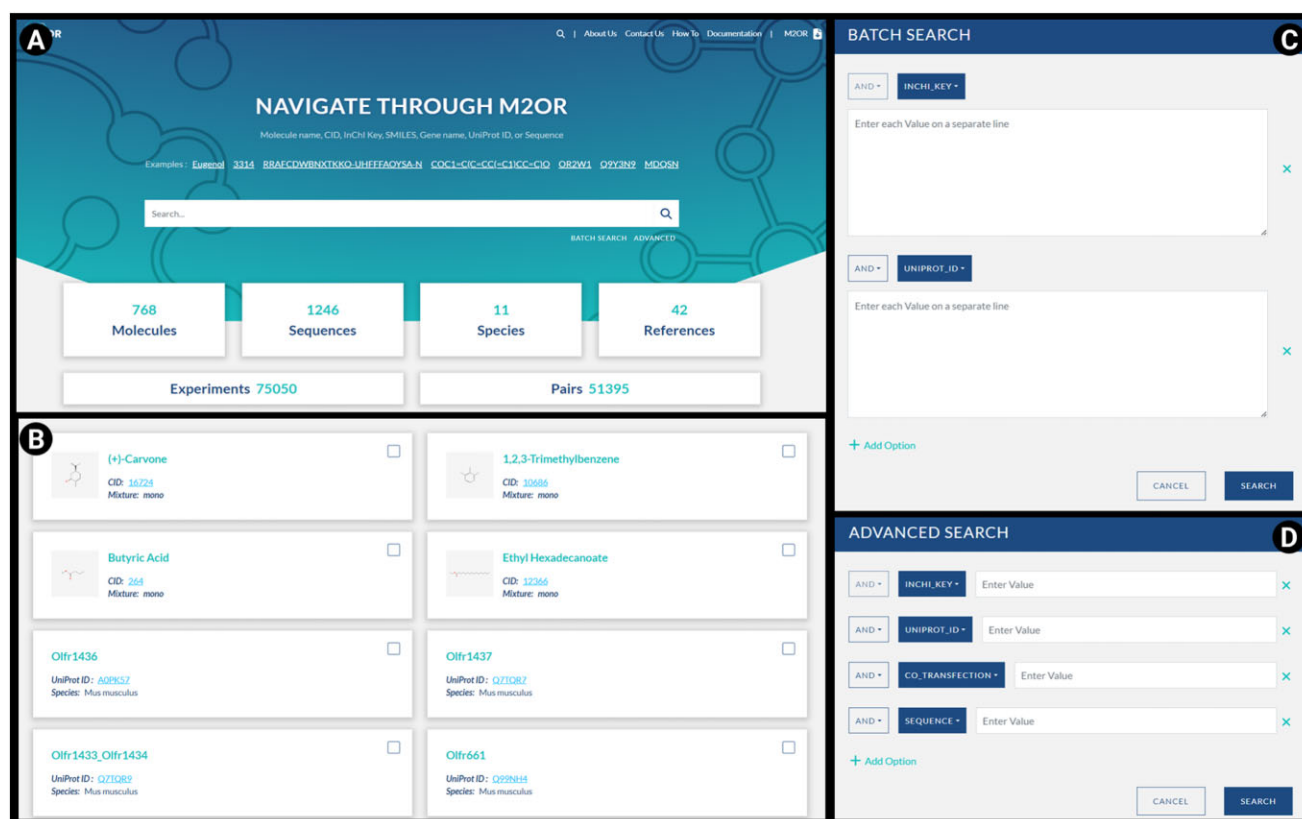 A
OR
About Us Contact Us How To Documentation | M2OR
NAVIGATE THROUGH M2OR
Molecule name, CID, InChI Key, SMILES, Gene name, UniProt ID, or Sequence
Examples : Eugenol 3314 RRAFCDWBNXTKKO-UHFFFAOYSA-N COC1=C(C=CC(=C1)CC=C)O OR2W1 Q9Y3N9 MDQSN
Search...
BATCH SEARCH ADVANCED
768 1246 11 42
Molecules Sequences Species References
Experiments 75050 Pairs 51395
B
(+)-Carvone
CID: 16724
Mixture: mono
1,2,3-Trimethylbenzene
CID: 10686
Mixture: mono
Butyric Acid
CID: 264
Mixture: mono
Ethyl Hexadecanoate
CID: 12366
Mixture: mono
Olfr1436
UniProt ID : A0PK57
Species: Mus musculus
Olfr1437
UniProt ID : Q7TQR7
Species: Mus musculus
Olfr1433_Olfr1434
UniProt ID : Q7TQR9
Species: Mus musculus
Olfr661
UniProt ID : Q99NH4
Species: Mus musculus
BATCH SEARCH
C
AND INCHI_KEY
Enter each Value on a separate line
×
AND UNIPROT_ID
Enter each Value on a separate line
×
+ Add Option
CANCEL SEARCH
ADVANCED SEARCH
D
AND INCHI_KEY Enter Value ×
AND UNIPROT_ID Enter Value ×
AND CO_TRANSFECTION Enter Value ×
AND SEQUENCE Enter Value ×
+ Add Option
CANCEL SEARCH